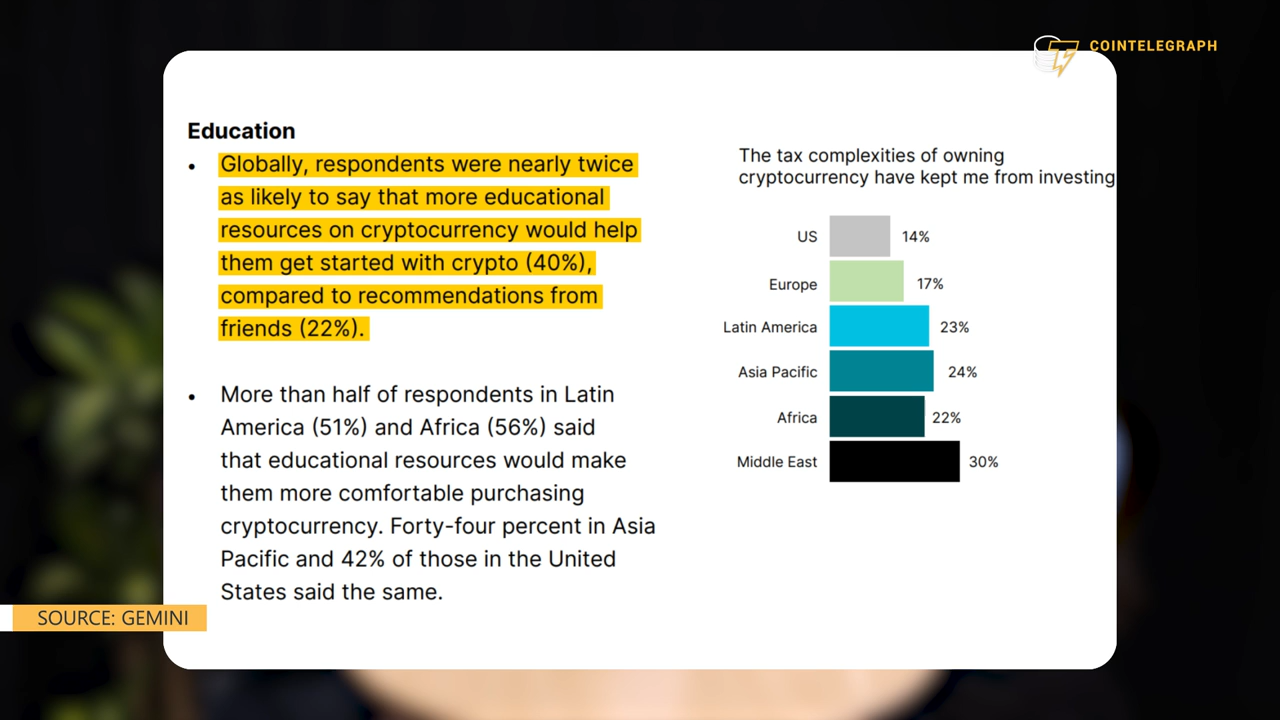 COINTELEGRAPH
Education
• Globally, respondents were nearly twice
as likely to say that more educational
resources on cryptocurrency would help
them get started with crypto (40%),
compared to recommendations from
friends (22%).
• More than half of respondents in Latin
America (51%) and Africa (56%) said
that educational resources would make
them more comfortable purchasing
cryptocurrency. Forty-four percent in Asia
Pacific and 42% of those in the United
States said the same.
The tax complexities of owning
cryptocurrency have kept me from investing
US 14%
Europe 17%
Latin America 23%
Asia Pacific 24%
Africa 22%
Middle East 30%
SOURCE: GEMINI